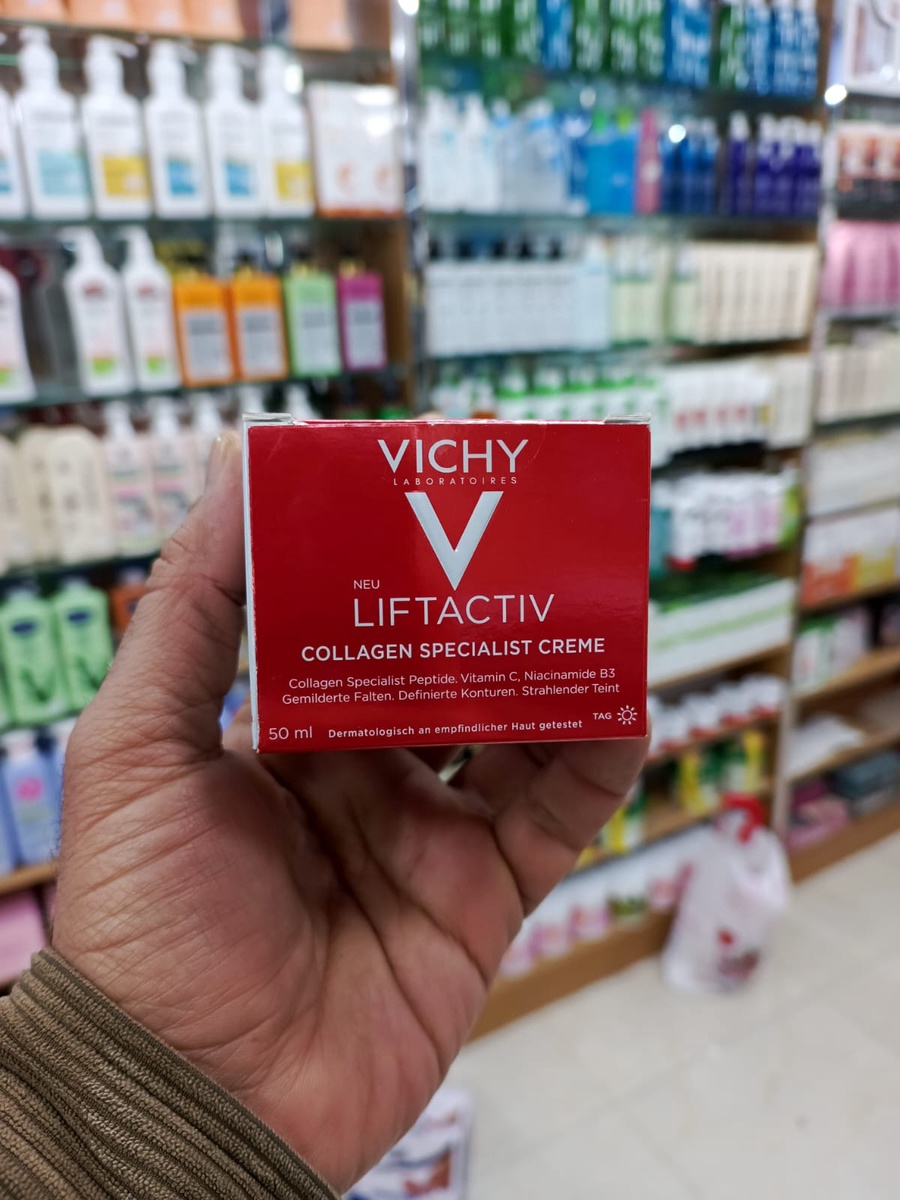 VICHY
LABORATOIRES
V
NEU
LIFTACTIV
COLLAGEN SPECIALIST CREME
Collagen Specialist Peptide. Vitamin C, Niacinamide B3
Gemilderte Falten. Definierte Konturen. Strahlender Teint
50 ml Dermatologisch an empfindlicher Haut getestet TAG